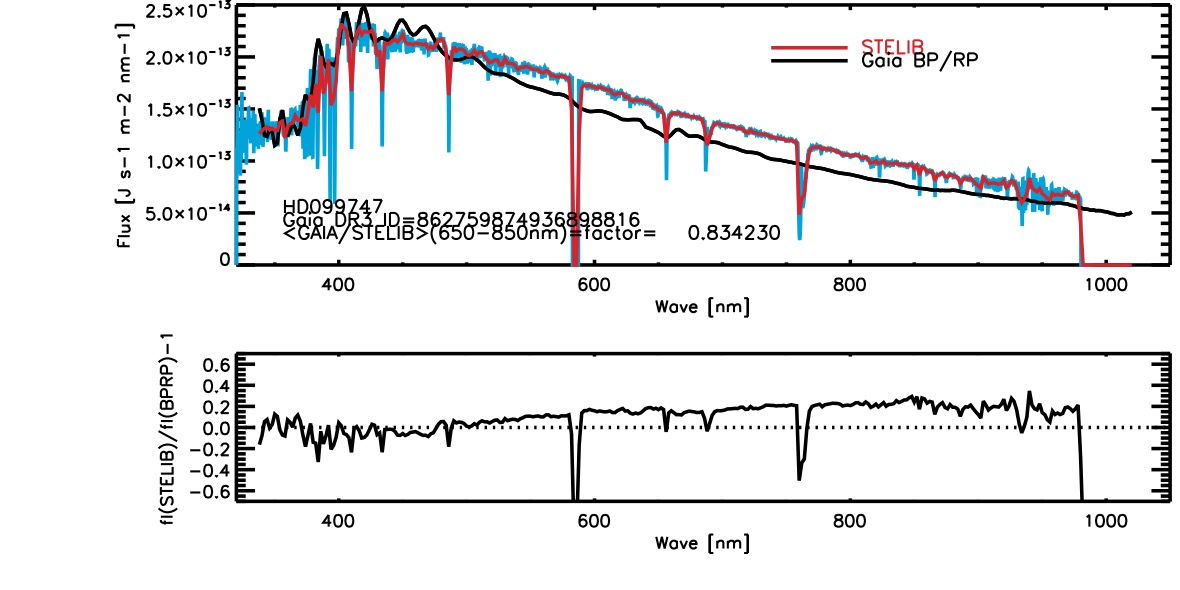 2.5×10−13
2.0×10−13
1.5×10−13
1.0×10−13
5.0×10−14
0
Flux [J s−1 m−2 nm−1]
STELIB
Gaia BP/RP
HD099747
Gaia DR3 ID=862759874936898816
<GAIA/STELIB>(650−850nm)=factor= 0.834230
400 600 800 1000
Wave [nm]
fl(STELIB)/fl(BPRP)−1
0.6
0.4
0.2
0.0
−0.2
−0.4
−0.6
400 600 800 1000
Wave [nm]